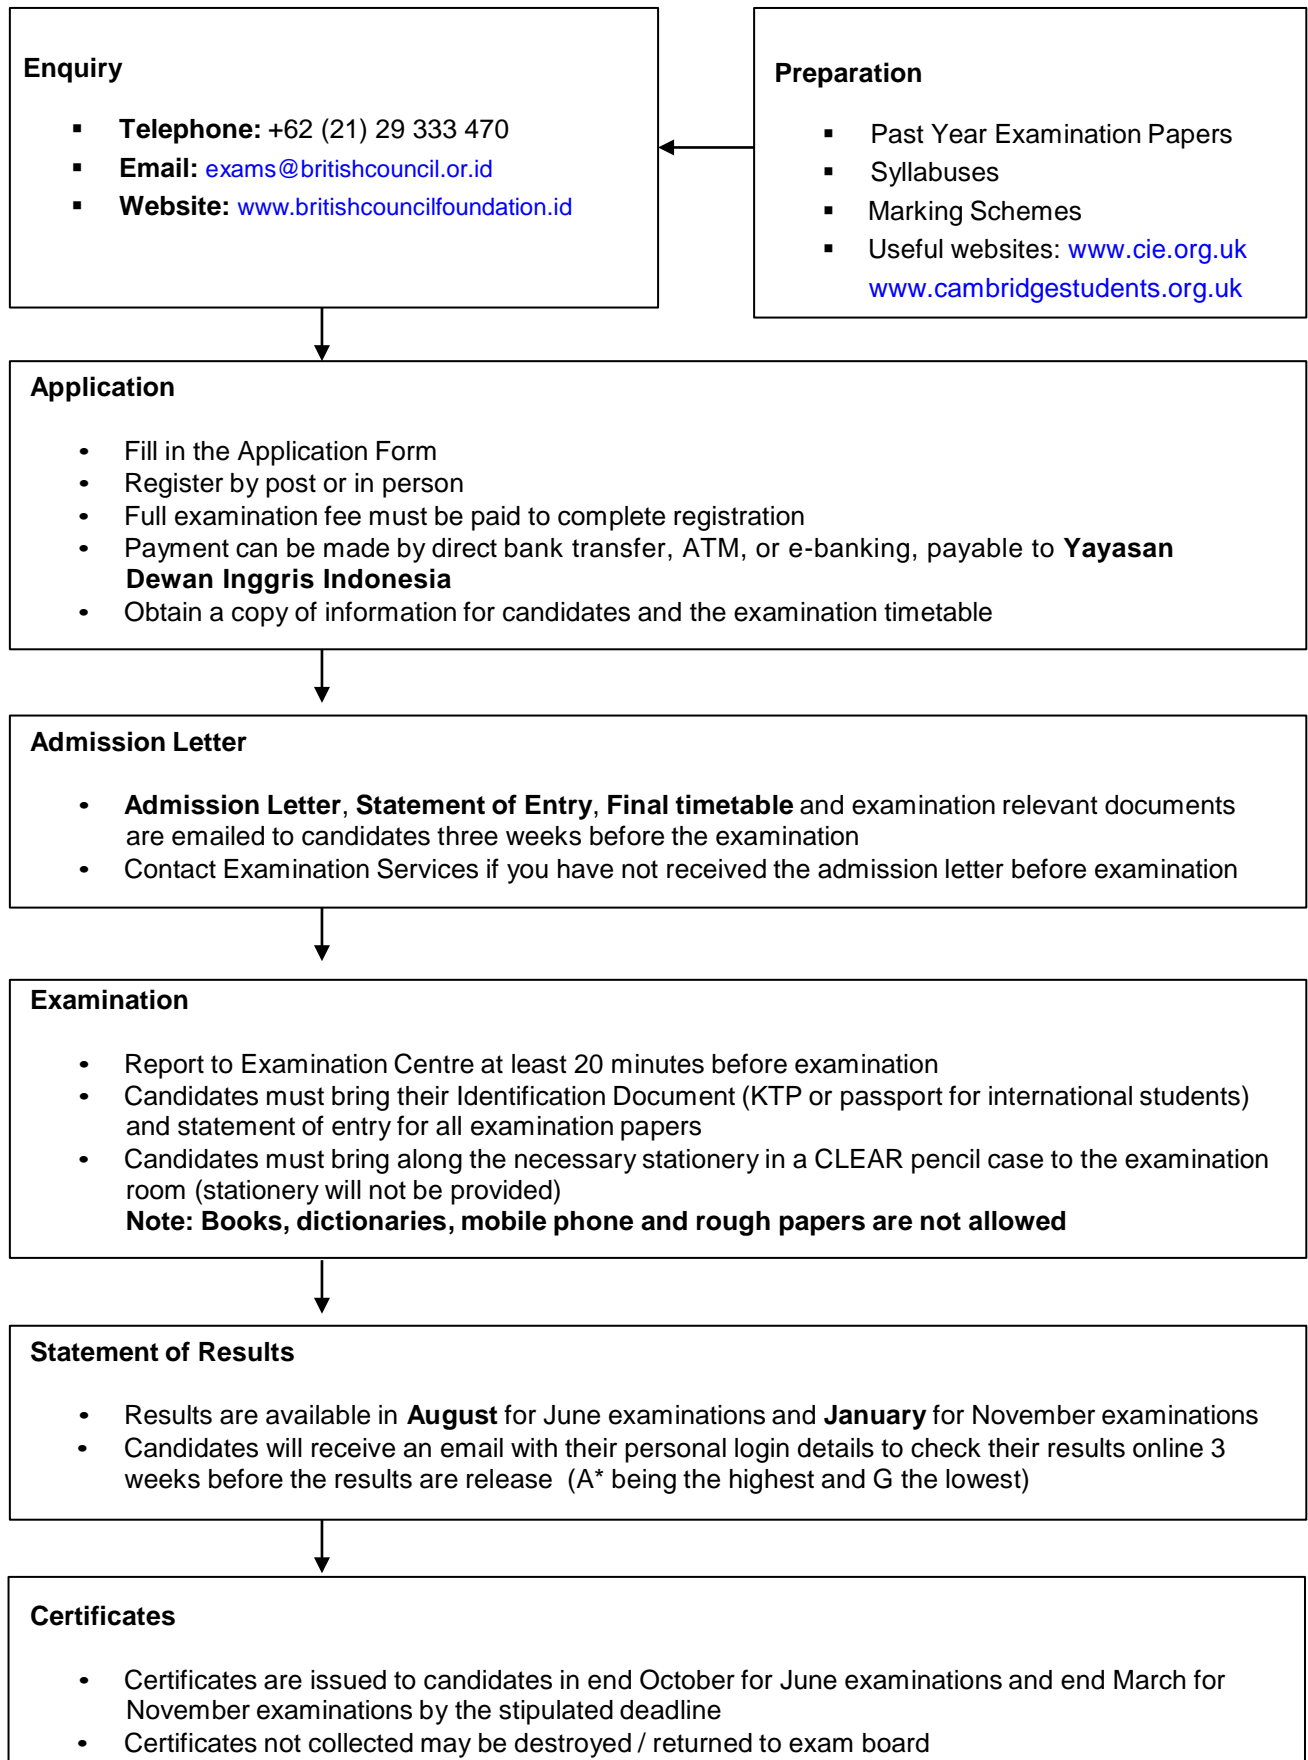 Enquiry
▪ Telephone: +62 (21) 29 333 470
▪ Email: exams@britishcouncil.or.id
▪ Website: www.britishcouncilfoundation.id
Preparation
▪ Past Year Examination Papers
▪ Syllabuses
▪ Marking Schemes
▪ Useful websites: www.cie.org.uk
www.cambridgestudents.org.uk
Application
• Fill in the Application Form
• Register by post or in person
• Full examination fee must be paid to complete registration
• Payment can be made by direct bank transfer, ATM, or e-banking, payable to Yayasan
Dewan Inggris Indonesia
• Obtain a copy of information for candidates and the examination timetable
Admission Letter
• Admission Letter, Statement of Entry, Final timetable and examination relevant documents
are emailed to candidates three weeks before the examination
• Contact Examination Services if you have not received the admission letter before examination
Examination
• Report to Examination Centre at least 20 minutes before examination
• Candidates must bring their Identification Document (KTP or passport for international students)
and statement of entry for all examination papers
• Candidates must bring along the necessary stationery in a CLEAR pencil case to the examination
room (stationery will not be provided)
Note: Books, dictionaries, mobile phone and rough papers are not allowed
Statement of Results
• Results are available in August for June examinations and January for November examinations
• Candidates will receive an email with their personal login details to check their results online 3
weeks before the results are release (A* being the highest and G the lowest)
Certificates
• Certificates are issued to candidates in end October for June examinations and end March for
November examinations by the stipulated deadline
• Certificates not collected may be destroyed / returned to exam board